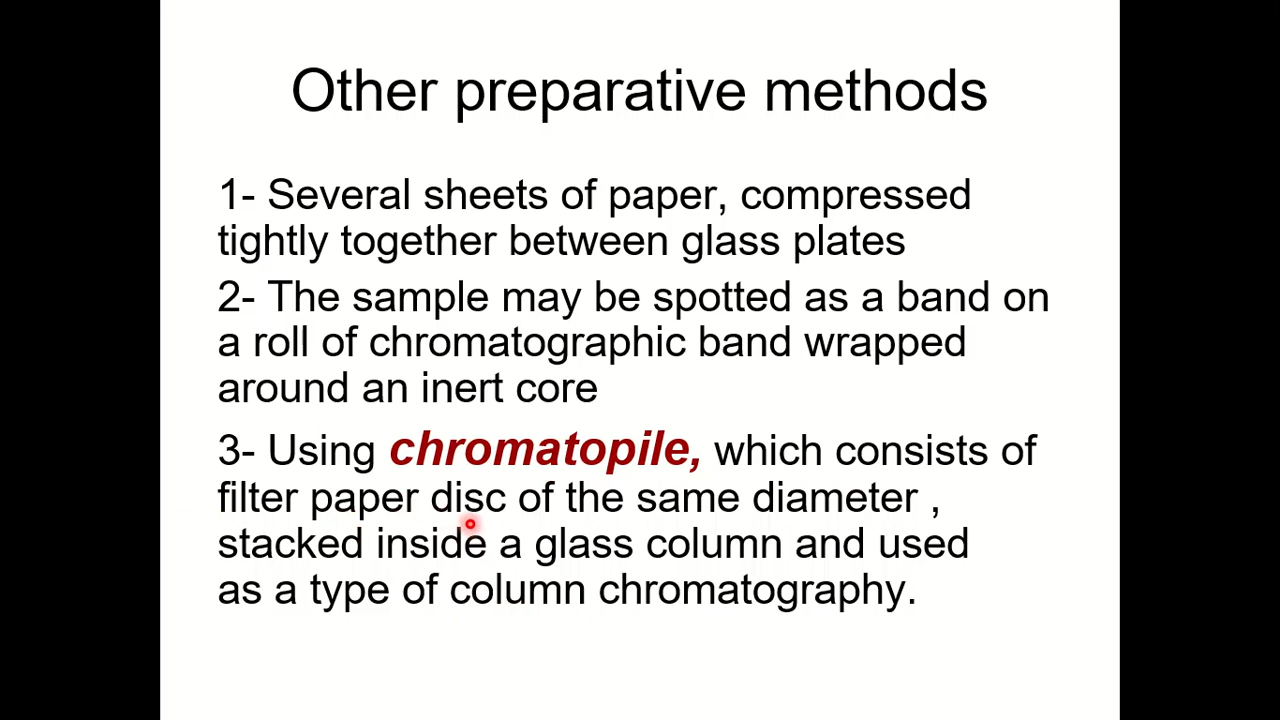 Other preparative methods
1- Several sheets of paper, compressed
tightly together between glass plates
2- The sample may be spotted as a band on
a roll of chromatographic band wrapped
around an inert core
3- Using chromatopile, which consists of
filter paper disc of the same diameter ,
stacked inside a glass column and used
as a type of column chromatography.